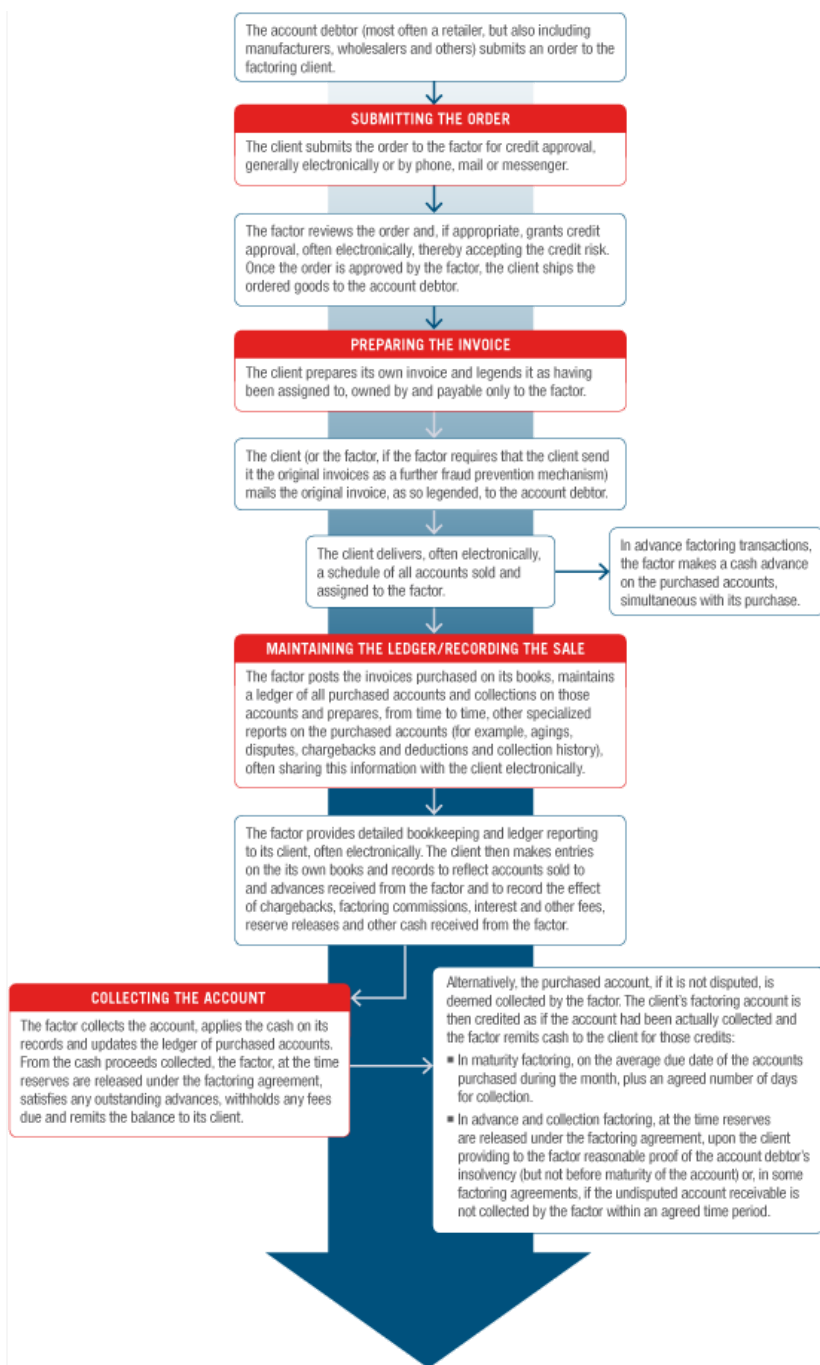 The account debtor (most often a retailer, but also including
manufacturers, wholesalers and others) submits an order to the
factoring client.
SUBMITTING THE ORDER
The client submits the order to the factor for credit approval,
generally electronically or by phone, mail or messenger.
The factor reviews the order and, if appropriate, grants credit
approval, often electronically, thereby accepting the credit risk.
Once the order is approved by the factor, the client ships the
ordered goods to the account debtor.
PREPARING THE INVOICE
The client prepares its own invoice and legends it as having
been assigned to, owned by and payable only to the factor.
The client (or the factor, if the factor requires that the client send
it the original invoices as a further fraud prevention mechanism)
mails the original invoice, as so legended, to the account debtor.
The client delivers, often electronically,
a schedule of all accounts sold and
assigned to the factor.
In advance factoring transactions,
the factor makes a cash advance
on the purchased accounts,
simultaneous with its purchase.
MAINTAINING THE LEDGER/RECORDING THE SALE
The factor posts the invoices purchased on its books, maintains
a ledger of all purchased accounts and collections on those
accounts and prepares, from time to time, other specialized
reports on the purchased accounts (for example, agings,
disputes, chargebacks and deductions and collection history),
often sharing this information with the client electronically.
The factor provides detailed bookkeeping and ledger reporting
to its client, often electronically. The client then makes entries
on the its own books and records to reflect accounts sold to
and advances received from the factor and to record the effect
of chargebacks, factoring commissions, interest and other fees,
reserve releases and other cash received from the factor.
COLLECTING THE ACCOUNT
The factor collects the account, applies the cash on its
records and updates the ledger of purchased accounts.
From the cash proceeds collected, the factor, at the time
reserves are released under the factoring agreement,
satisfies any outstanding advances, withholds any fees
due and remits the balance to its client.
Alternatively, the purchased account, if it is not disputed, is
deemed collected by the factor. The client's factoring account is
then credited as if the account had been actually collected and
the factor remits cash to the client for those credits:
■ In maturity factoring, on the average due date of the accounts
purchased during the month, plus an agreed number of days
for collection.
■ In advance and collection factoring, at the time reserves
are released under the factoring agreement, upon the client
providing to the factor reasonable proof of the account debtor's
insolvency (but not before maturity of the account) or, in some
factoring agreements, if the undisputed account receivable is
not collected by the factor within an agreed time period.